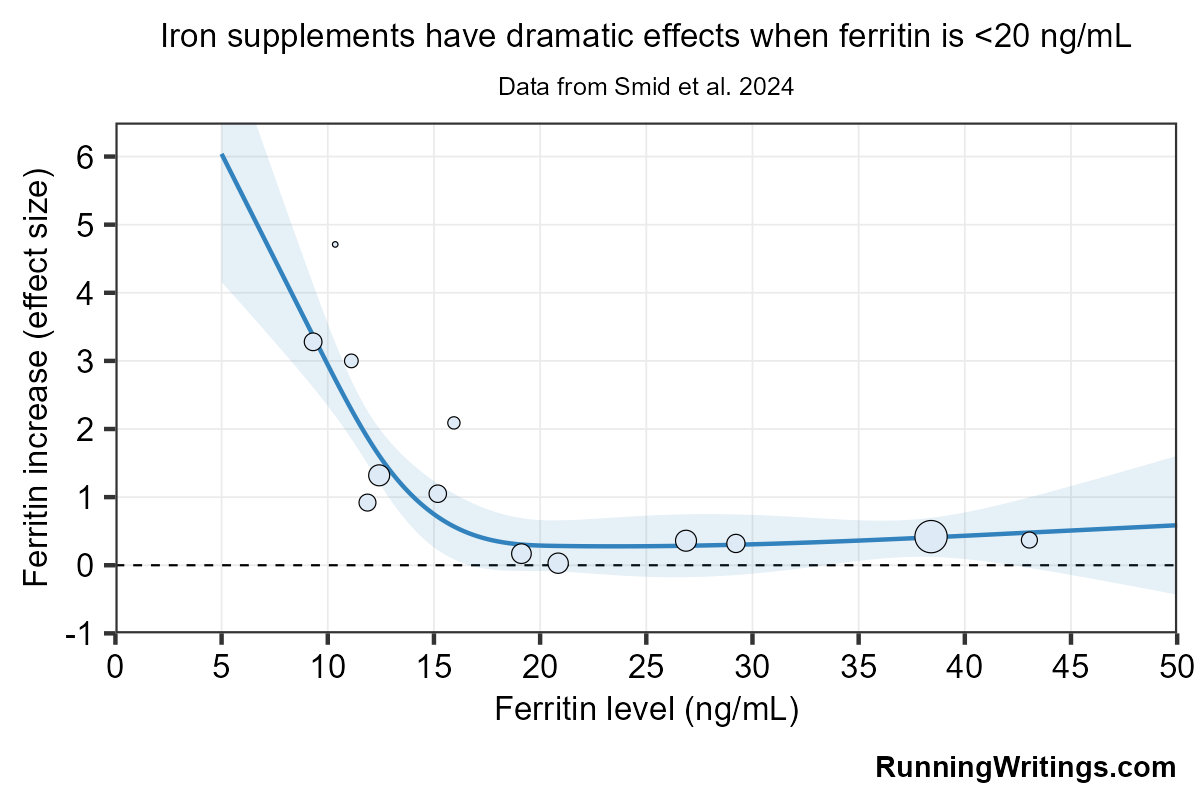 Iron supplements have dramatic effects when ferritin is <20 ng/mL
Data from Smid et al. 2024
Ferritin increase (effect size)
6
5
4
3
2
1
0
-1
0 5 10 15 20 25 30 35 40 45 50
Ferritin level (ng/mL)
RunningWritings.com